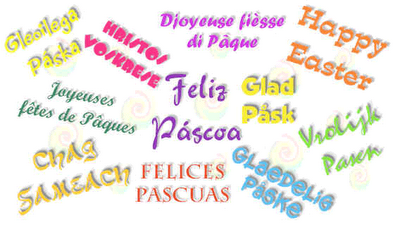 Gleðilega
Páska
HRISTOS
VOSKRESE
Djoyeuse fièsse
di Pâque
Happy
Easter
Joyeuses
fêtes de Pâques
Feliz
Páscoa
Glad
Påsk
Vrolijk
Pasen
CHAG
SAMEACH
FELICES
PASCUAS
Glaedelig
Påske